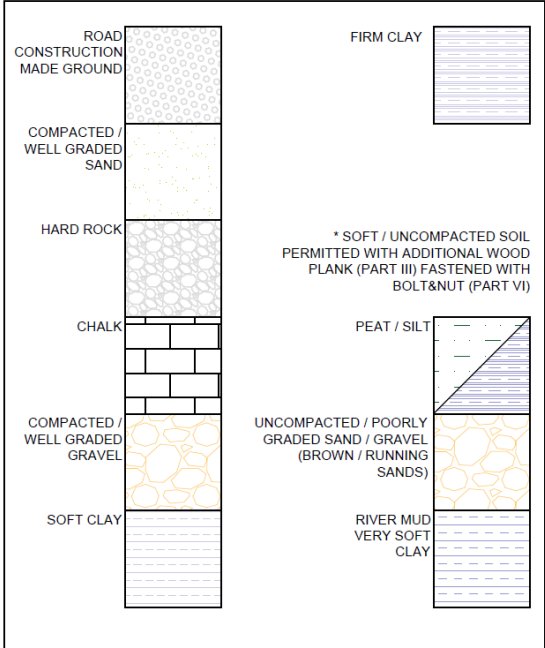 ROAD
CONSTRUCTION
MADE GROUND
COMPACTED /
WELL GRADED
SAND
HARD ROCK
CHALK
COMPACTED /
WELL GRADED
GRAVEL
SOFT CLAY
FIRM CLAY
* SOFT / UNCOMPACTED SOIL
PERMITTED WITH ADDITIONAL WOOD
PLANK (PART III) FASTENED WITH
BOLT&NUT (PART VI)
PEAT / SILT
UNCOMPACTED / POORLY
GRADED SAND / GRAVEL
(BROWN / RUNNING
SANDS)
RIVER MUD
VERY SOFT
CLAY